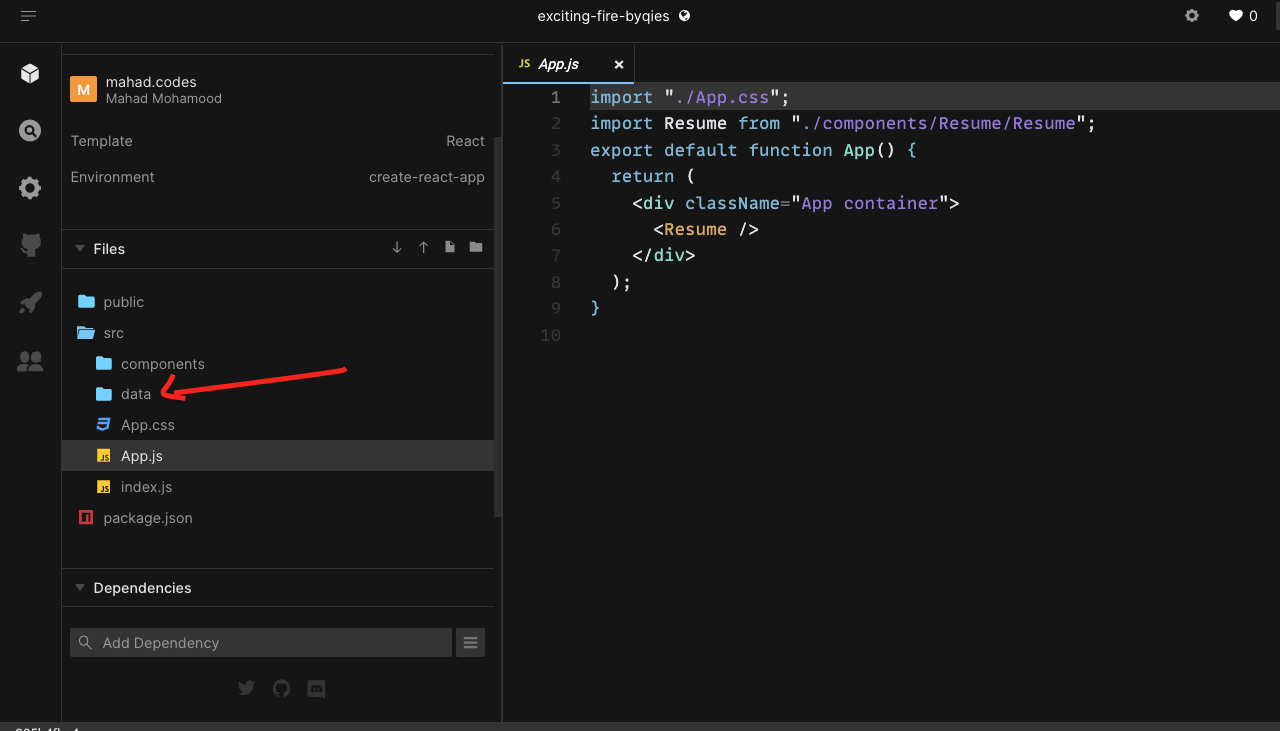 exciting-fire-byqies
0
M
mahad.codes
Mahad Mohamood
Template React
Environment create-react-app
Files
public
src
components
data
App.css
JS App.js
JS index.js
package.json
Dependencies
Add Dependency
JS App.js ×
1 import "./App.css";
2 import Resume from "./components/Resume/Resume";
3 export default function App() {
4 return (
5 <div className="App container">
6 <Resume />
7 </div>
8 );
9 }
10